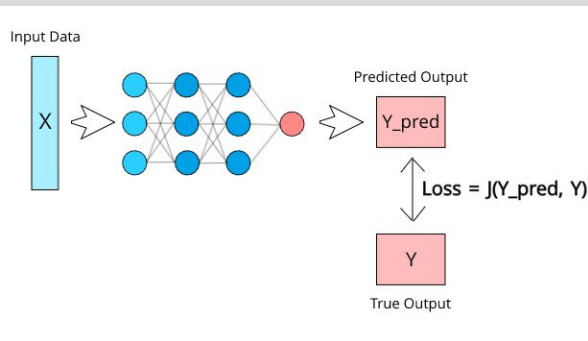 Input Data
X
Predicted Output
Y_pred
Loss = J(Y_pred, Y)
Y
True Output